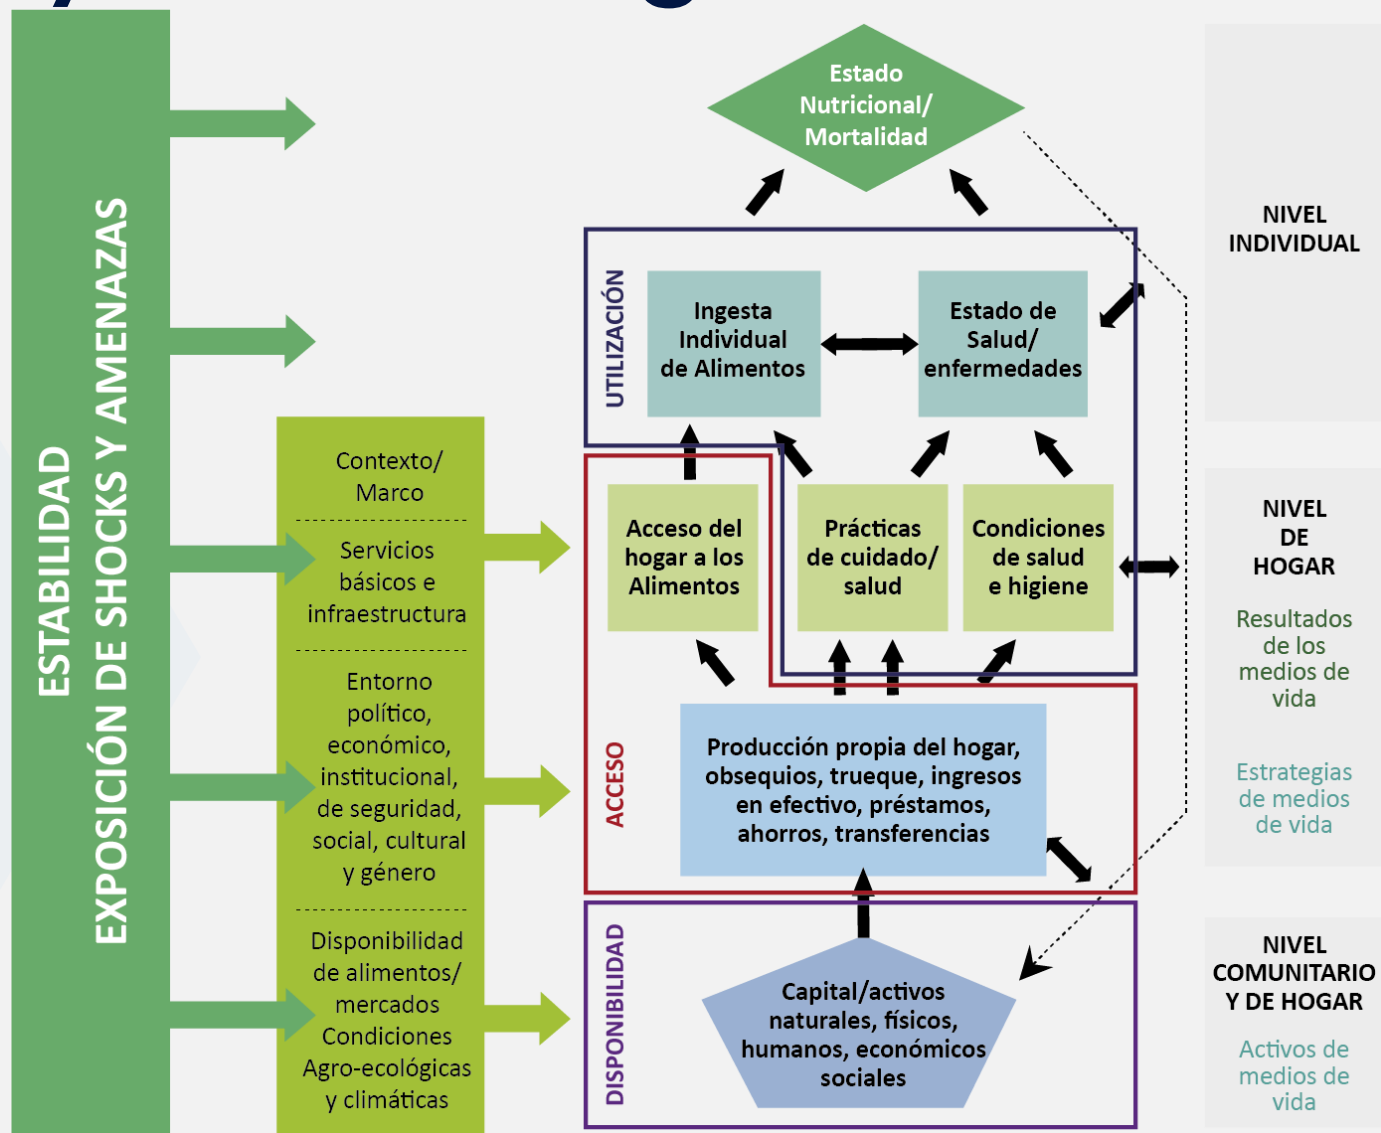 ESTABILIDAD
EXPOSICIÓN DE SHOCKS Y AMENAZAS
Contexto/
Marco
Servicios
básicos e
infraestructura
Entorno
político,
económico,
institucional,
de seguridad,
social, cultural
y género
Disponibilidad
de alimentos/
mercados
Condiciones
Agro-ecológicas
y climáticas
Estado
Nutricional/
Mortalidad
UTILIZACIÓN
Ingesta
Individual
de Alimentos
Estado de
Salud/
enfermedades
Acceso del
hogar a los
Alimentos
Prácticas
de cuidado/
salud
Condiciones
de salud
e higiene
ACCESO
Producción propia del hogar,
obsequios, trueque, ingresos
en efectivo, préstamos,
ahorros, transferencias
DISPONIBILIDAD
Capital/activos
naturales, físicos,
humanos, económicos
sociales
NIVEL
INDIVIDUAL
NIVEL
DE
HOGAR
Resultados
de los
medios de
vida
Estrategias
de medios
de vida
NIVEL
COMUNITARIO
Y DE HOGAR
Activos de
medios de
vida